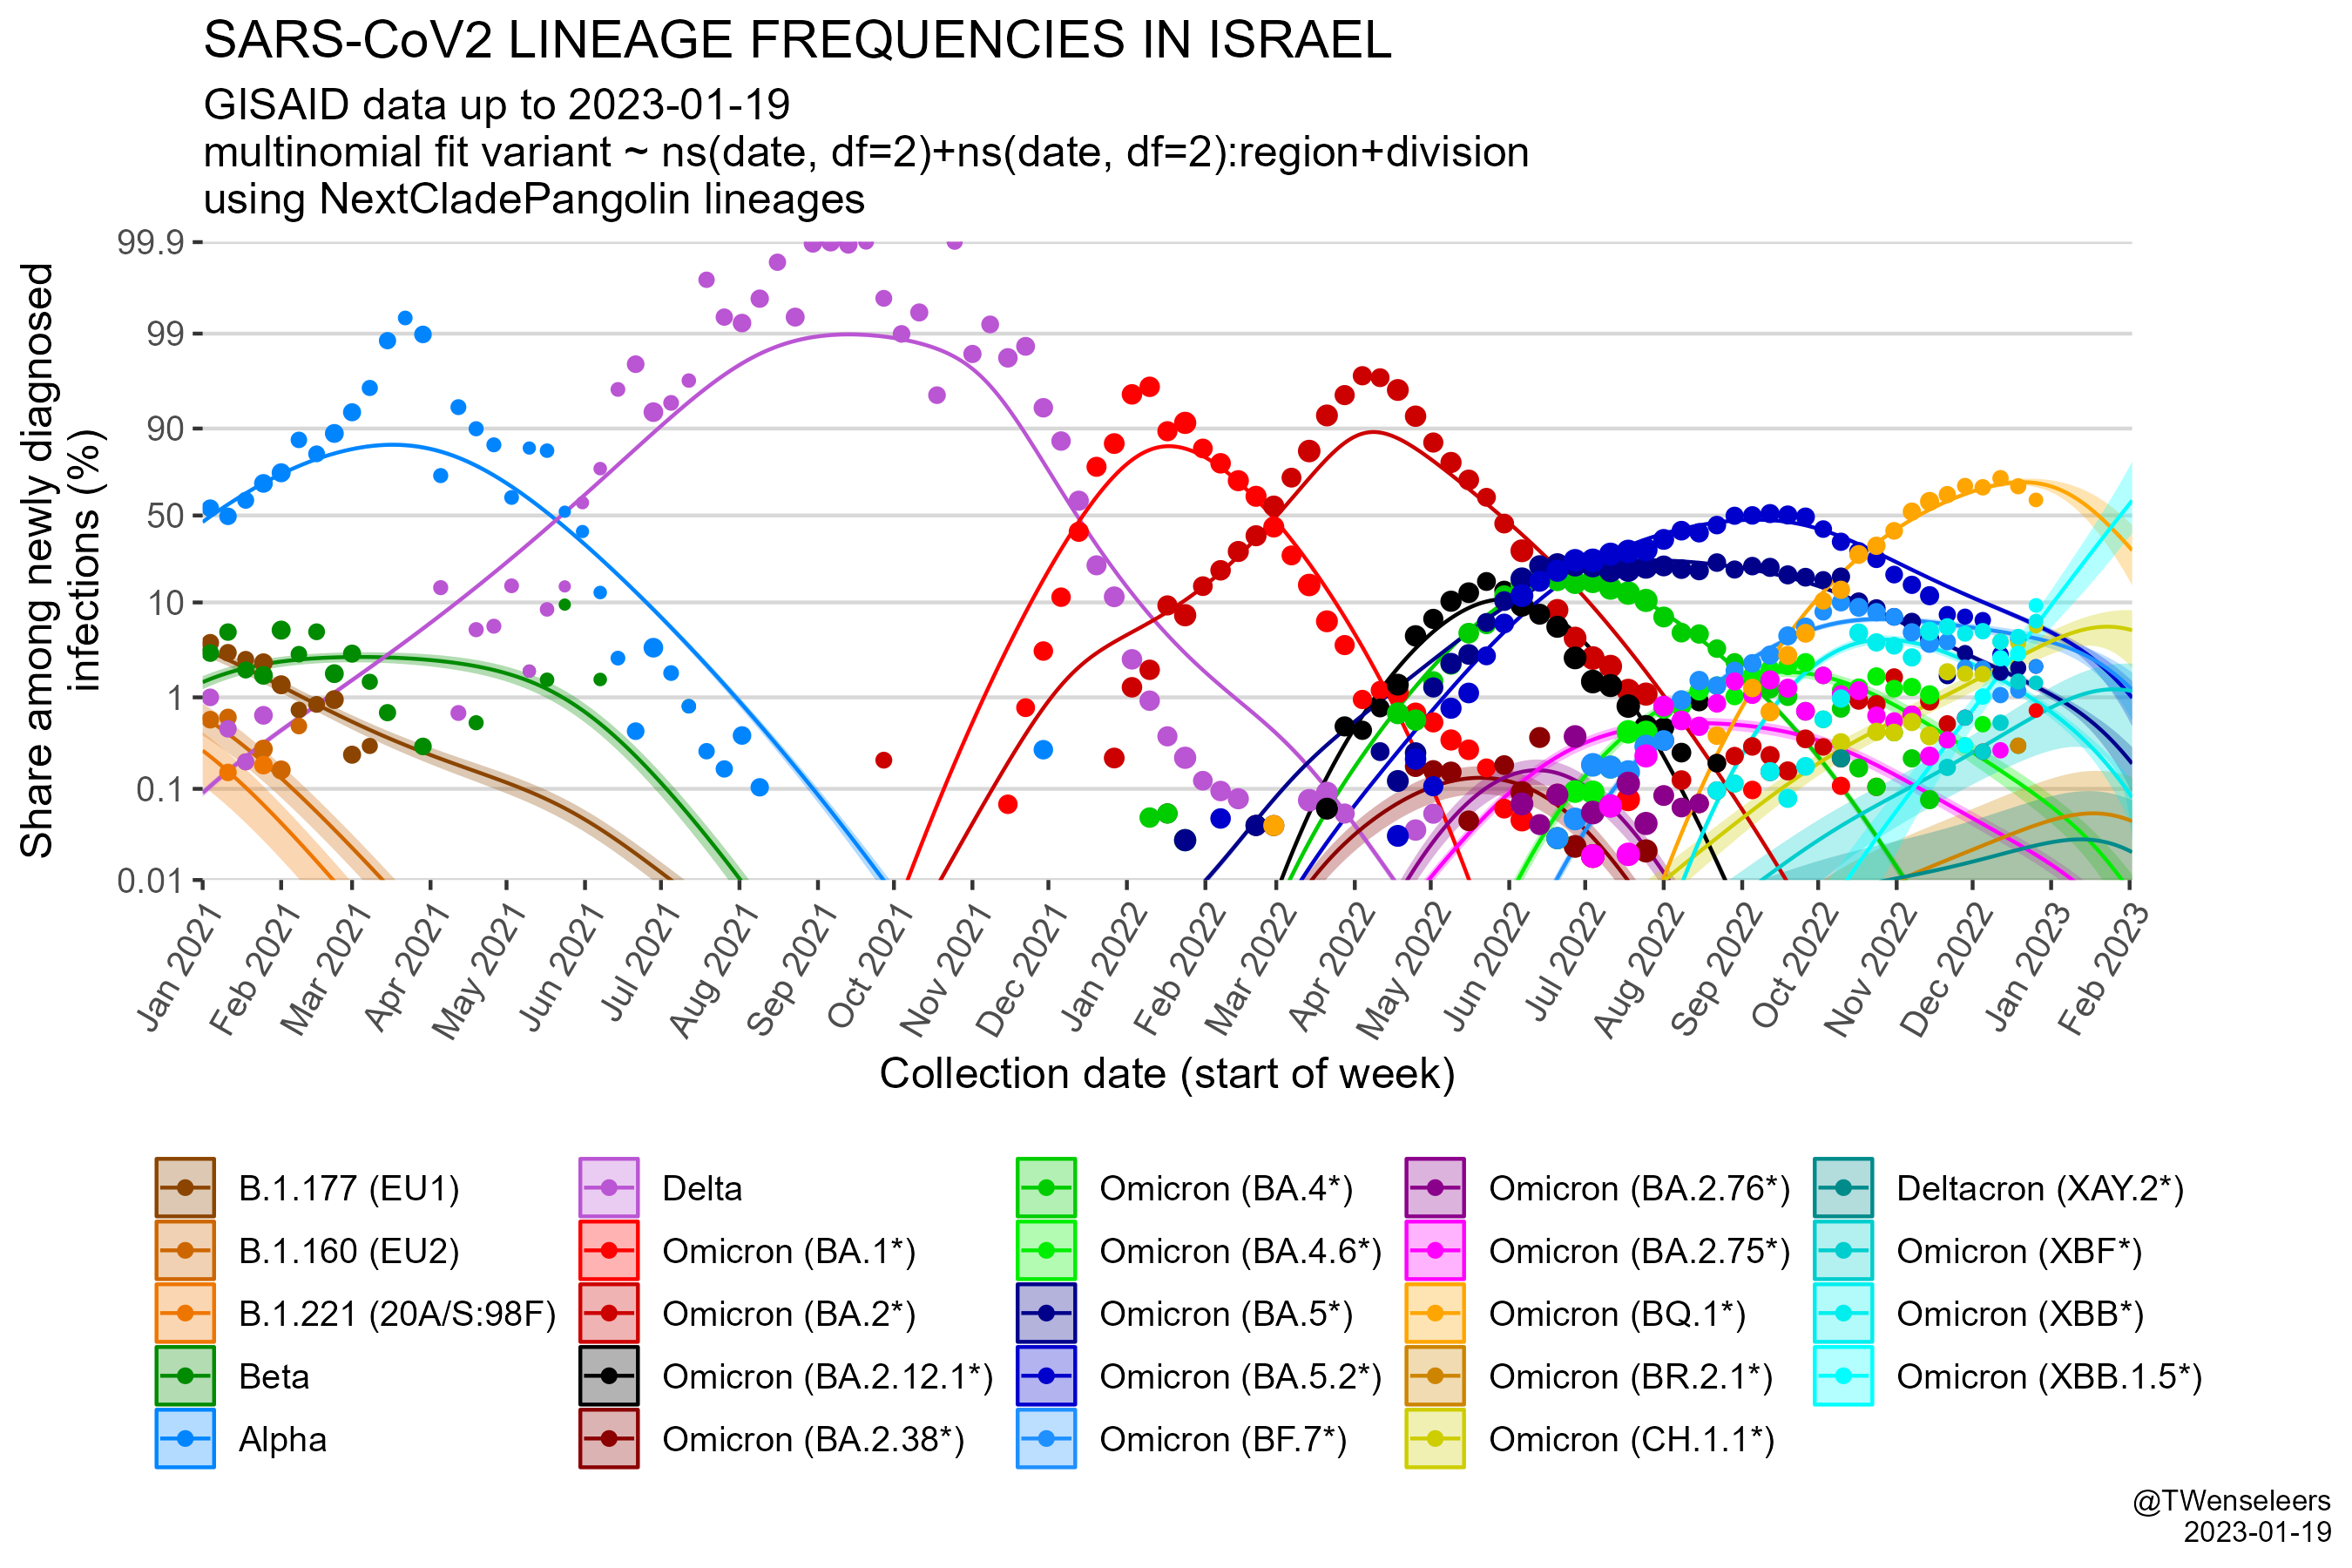 SARS-CoV2 LINEAGE FREQUENCIES IN ISRAEL
GISAID data up to 2023-01-19
multinomial fit variant ~ ns(date, df=2)+ns(date, df=2):region+division
using NextCladePangolin lineages
Share among newly diagnosed
infections (%)
99.9
99
90
50
10
1
0.1
0.01
Jan 2021
Feb 2021
Mar 2021
Apr 2021
May 2021
Jun 2021
Jul 2021
Aug 2021
Sep 2021
Oct 2021
Nov 2021
Dec 2021
Jan 2022
Feb 2022
Mar 2022
Apr 2022
May 2022
Jun 2022
Jul 2022
Aug 2022
Sep 2022
Oct 2022
Nov 2022
Dec 2022
Jan 2023
Feb 2023
Collection date (start of week)
B.1.177 (EU1)
B.1.160 (EU2)
B.1.221 (20A/S:98F)
Beta
Alpha
Delta
Omicron (BA.1*)
Omicron (BA.2*)
Omicron (BA.2.12.1*)
Omicron (BA.2.38*)
Omicron (BA.4*)
Omicron (BA.4.6*)
Omicron (BA.5*)
Omicron (BA.5.2*)
Omicron (BF.7*)
Omicron (BA.2.76*)
Omicron (BA.2.75*)
Omicron (BQ.1*)
Omicron (BR.2.1*)
Omicron (CH.1.1*)
Deltacron (XAY.2*)
Omicron (XBF*)
Omicron (XBB*)
Omicron (XBB.1.5*)
@TWenseleers
2023-01-19